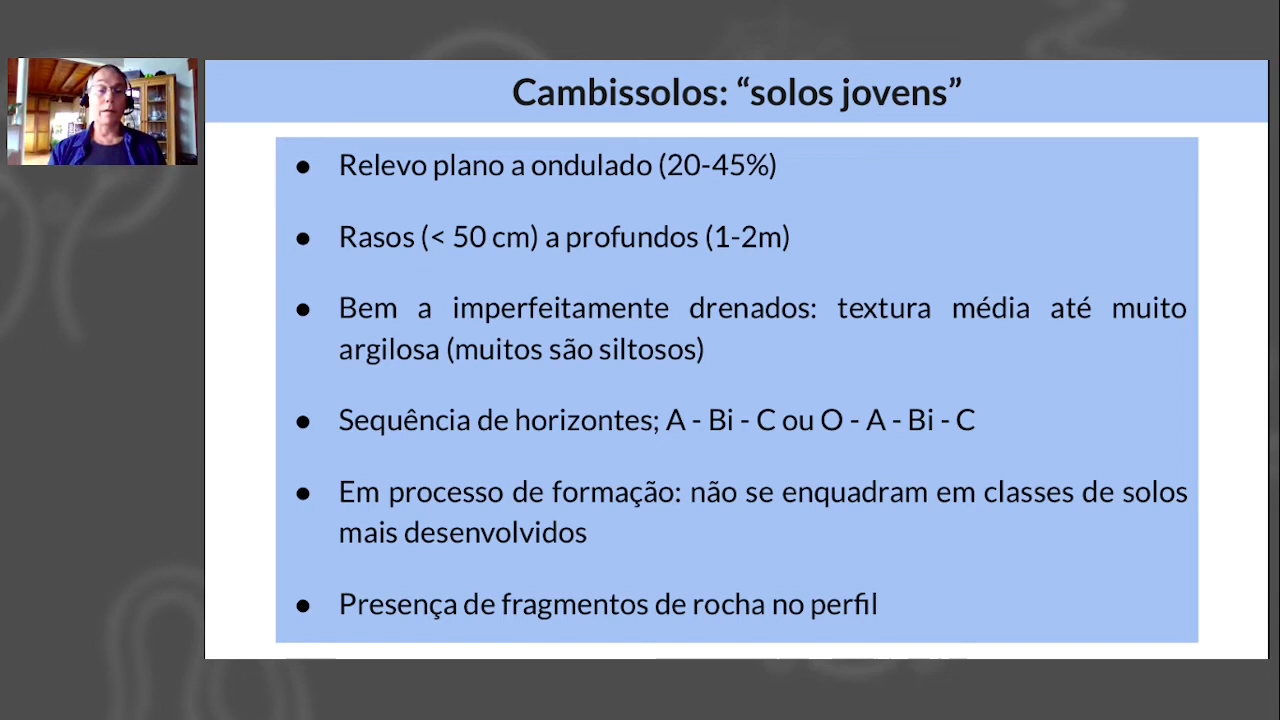 Cambissolos: “solos jovens”
● Relevo plano a ondulado (20-45%)
● Rasos (< 50 cm) a profundos (1-2m)
● Bem a imperfeitamente drenados: textura média até muito
argilosa (muitos são siltosos)
● Sequência de horizontes; A - Bi - C ou O - A - Bi - C
● Em processo de formação: não se enquadram em classes de solos
mais desenvolvidos
● Presença de fragmentos de rocha no perfil